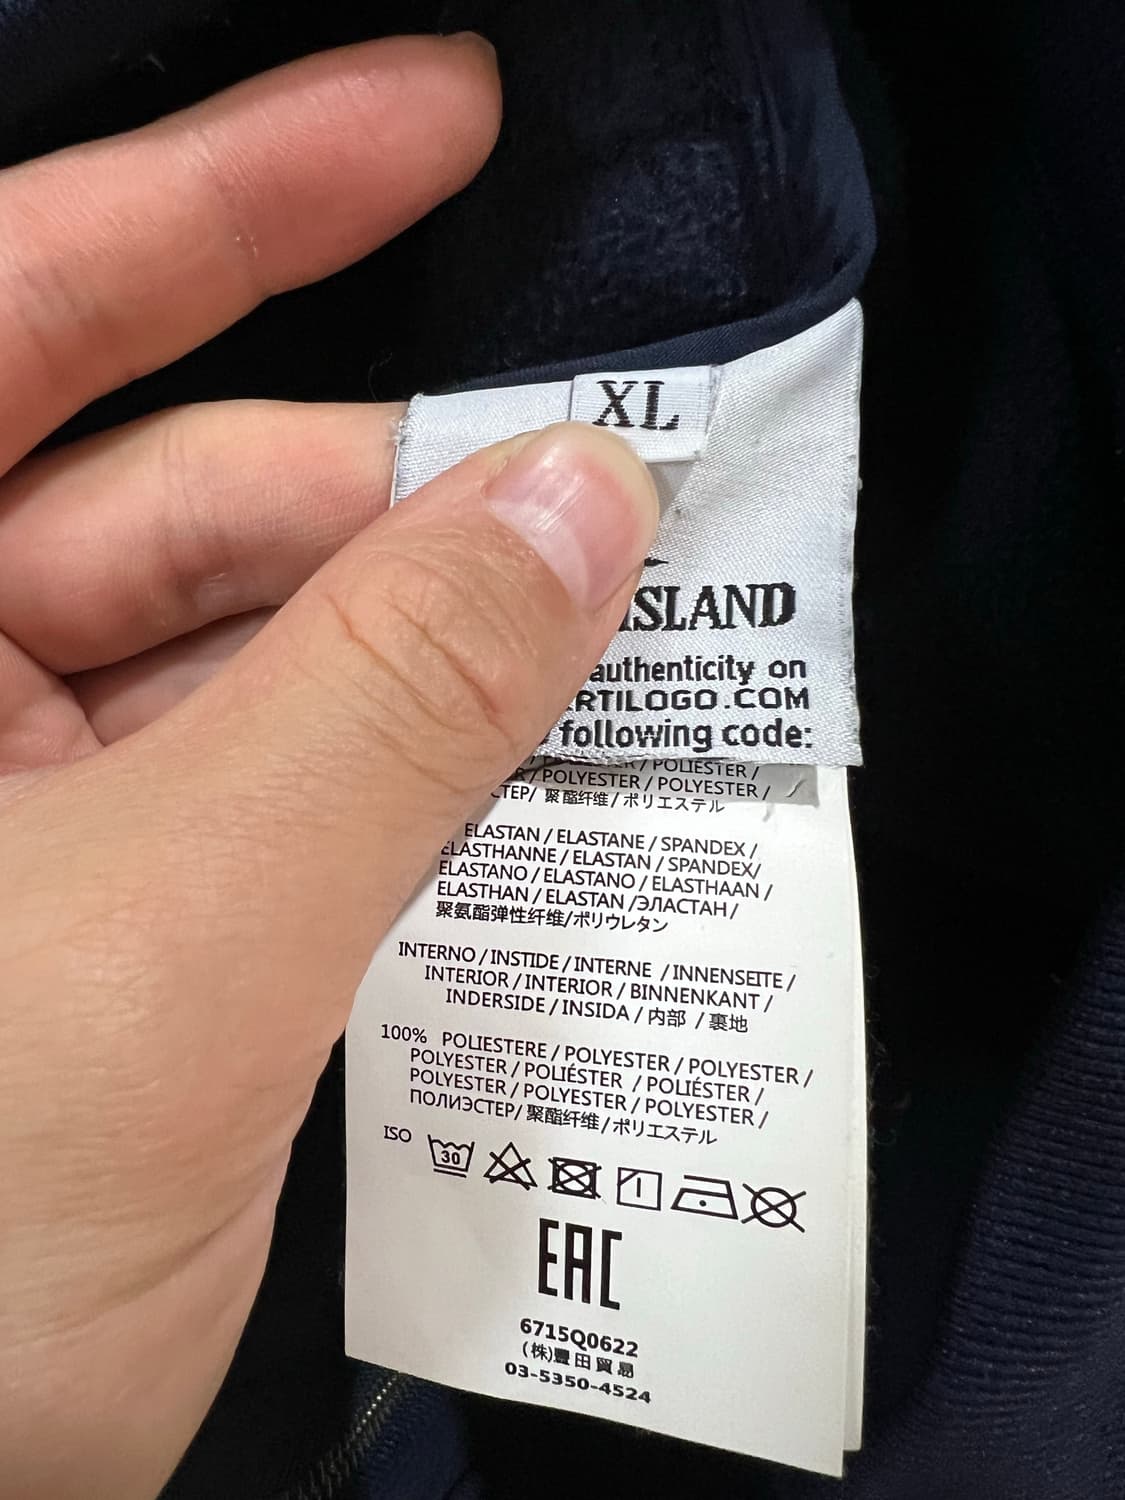 XL
ISLAND
authenticity on
RTILOGO.COM
following code:
/ POLIESTER /
/ POLYESTER / POLYESTER /
СТЕР/ 聚酯纤维/ポリエステル
ELASTAN / ELASTANE / SPANDEX /
ELASTHANNE / ELASTAN / SPANDEX/
ELASTANO / ELASTANO / ELASTHAAN /
ELASTHAN / ELASTAN /ЭЛАСТАН/
聚氨酯弹性纤维/ポリウレタン
INTERNO / INSTIDE / INTERNE / INNENSEITE /
INTERIOR / INTERIOR / BINNENKANT /
INDERSIDE / INSIDA / 内部 / 裏地
100% POLIESTERE / POLYESTER / POLYESTER /
POLYESTER / POLIÉSTER / POLIÉSTER /
POLYESTER / POLYESTER / POLYESTER /
ПОЛИЭСТЕР/ 聚酯纤维/ポリエステル
ISO 30
EAC
6715Q0622
(株)豊田貿易
03-5350-4524